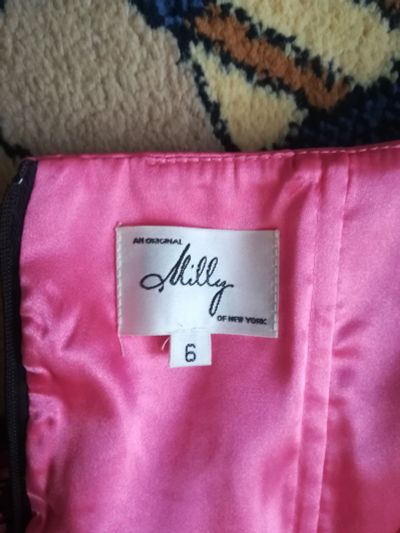 AN ORIGINAL
Milly
OF NEW YORK
6